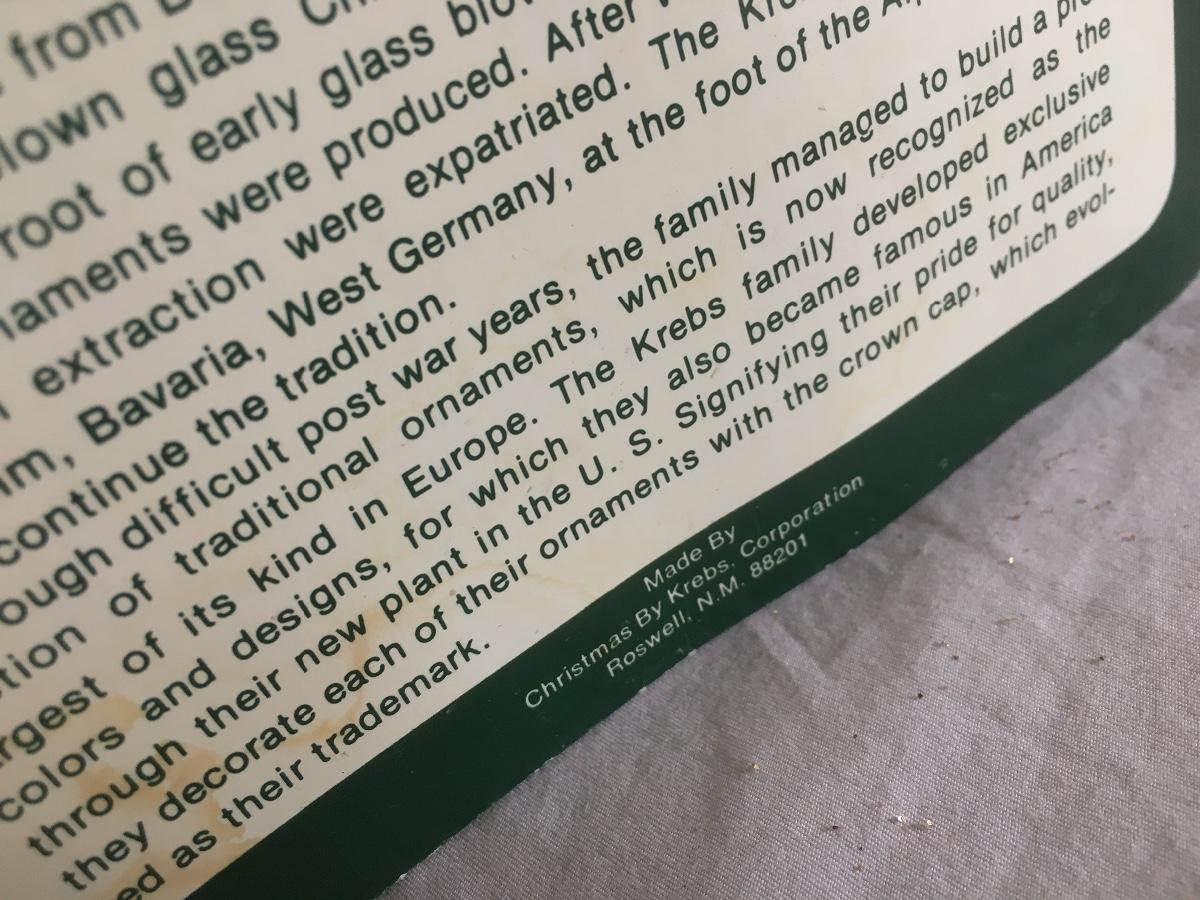 from
lown glass
root of early glass
naments were produced. After
extraction were expatriated. The
Bavaria, West Germany, at the foot of the
continue the tradition.
ough difficult post war years, the family managed to build a
tion of traditional ornaments, which is now recognized as the
rgest of its kind in Europe. The Krebs family developed exclusive
colors and designs, for which they also became famous in America
through their new plant in the U. S. Signifying their pride for quality,
they decorate each of their ornaments with the crown cap, which evol-
ed as their trademark.
Made By
Christmas By Krebs, Corporation
Roswell, N.M. 88201